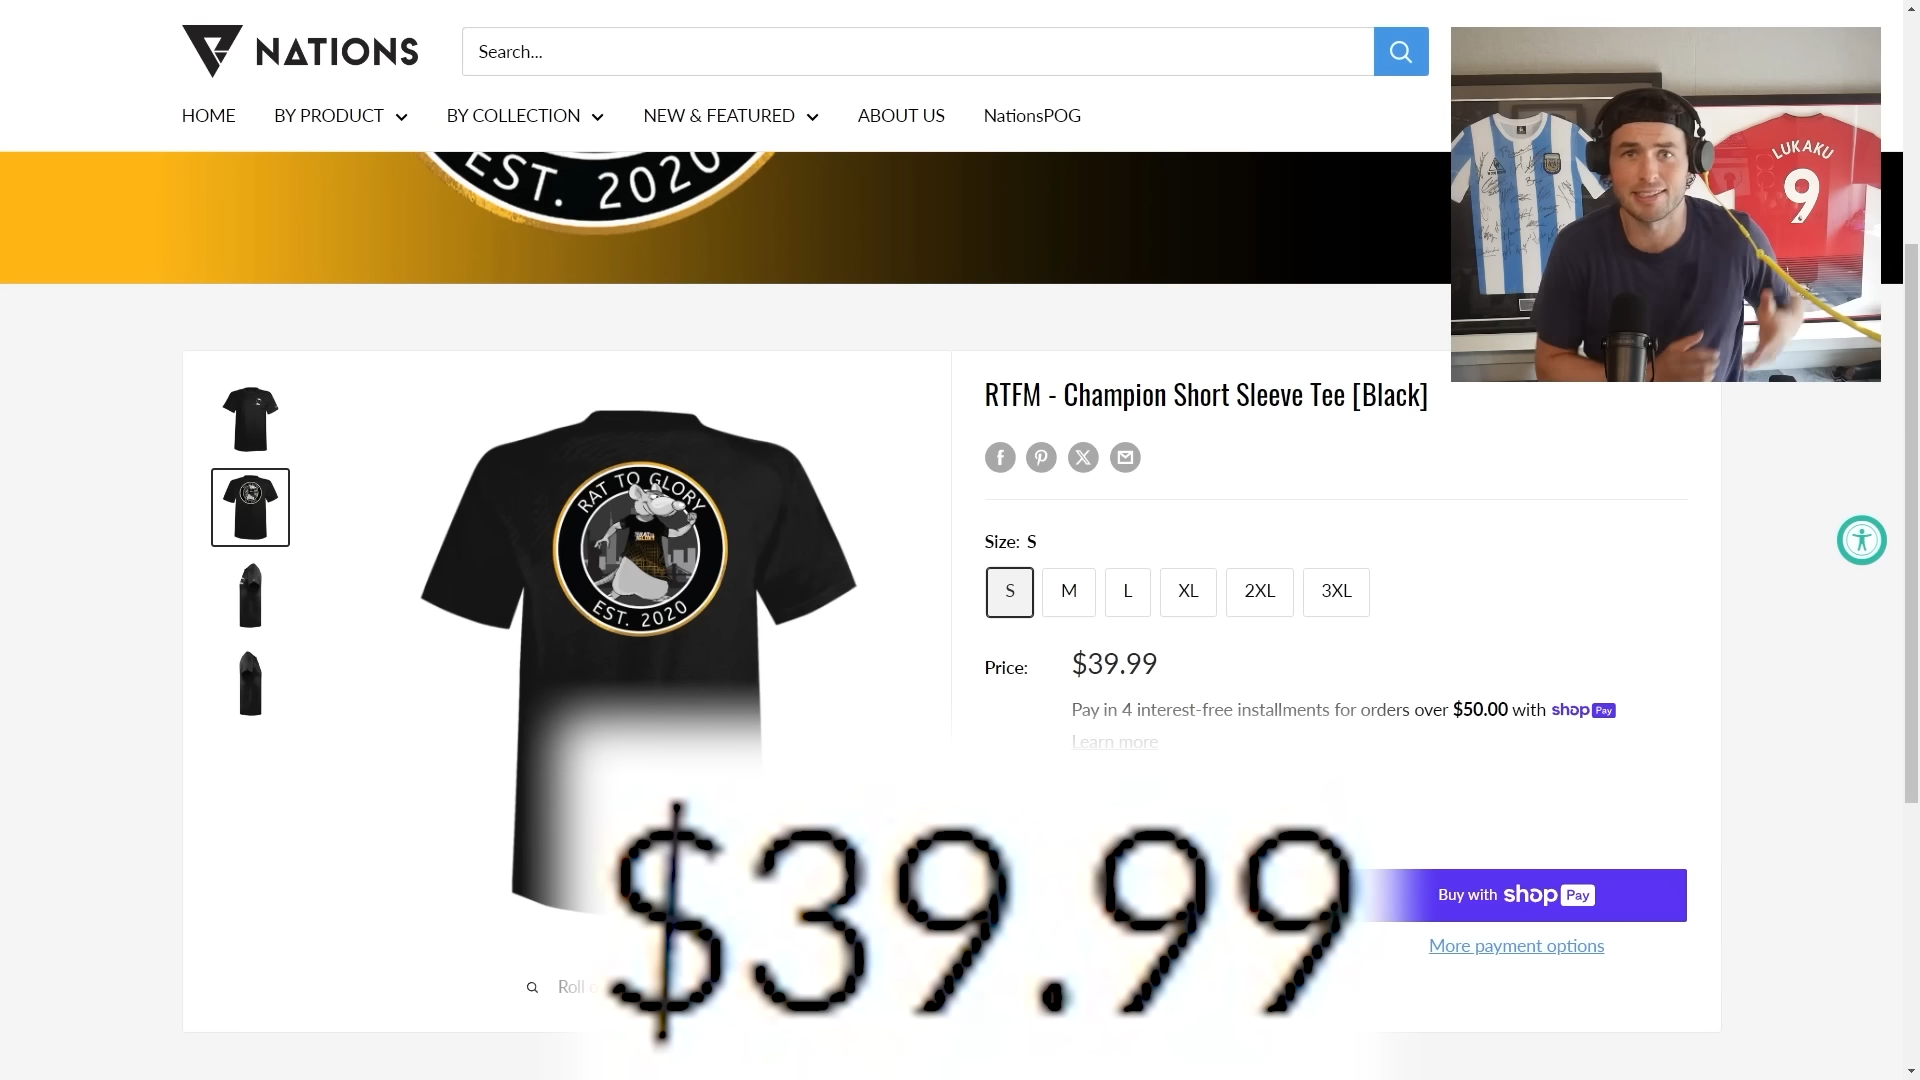 NATIONS
Search...
HOME
BY PRODUCT
BY COLLECTION
NEW & FEATURED
ABOUT US
NationsPOG
EST. 2020
LUKAKU
9
RTFM - Champion Short Sleeve Tee [Black]
RAT TO GLORY
EST. 2020
Size: S
S
M
L
XL
2XL
3XL
Price: $39.99
Pay in 4 interest-free installments for orders over $50.00 with shop Pay
Learn more
$39.99
Buy with shop Pay
More payment options
Roll